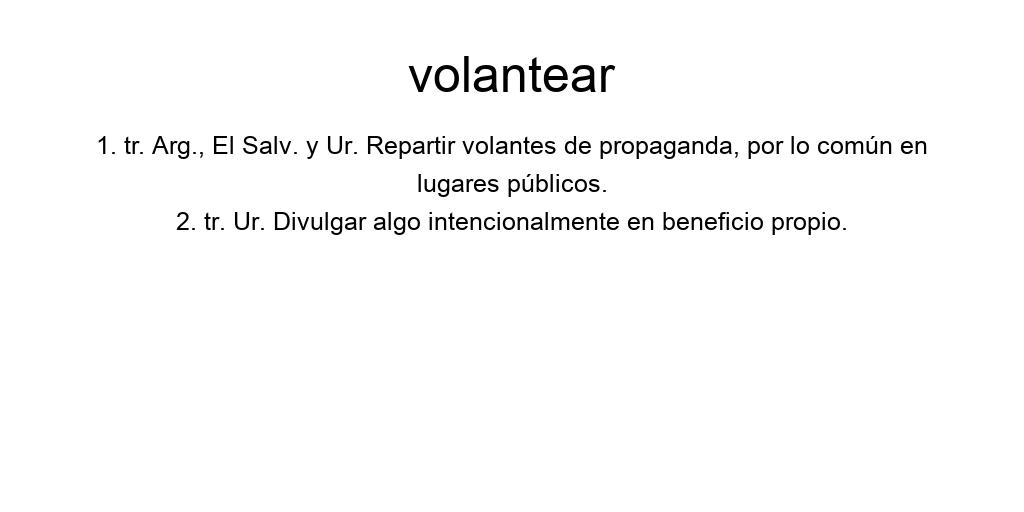 volantear
1. tr. Arg., El Salv. y Ur. Repartir volantes de propaganda, por lo común en
lugares públicos.
2. tr. Ur. Divulgar algo intencionalmente en beneficio propio.